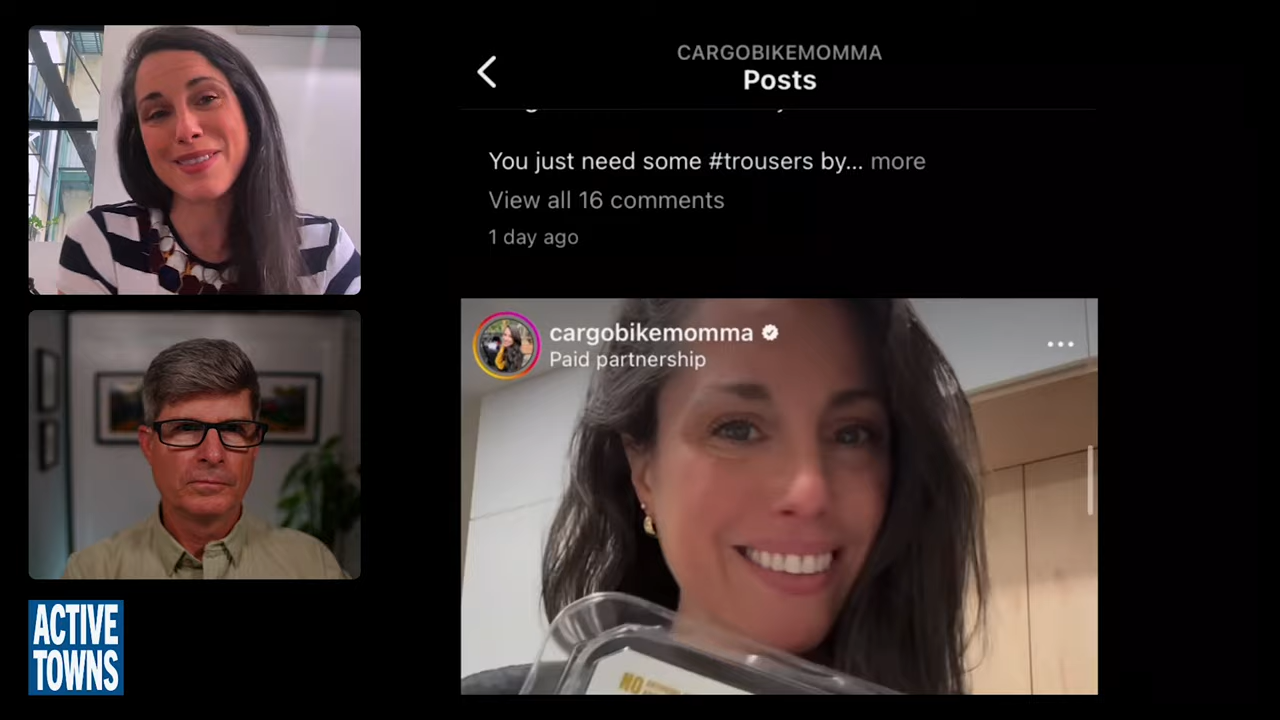 CARGOBIKEMOMMA
Posts
You just need some #trousers by... more
View all 16 comments
1 day ago
cargobikemomma
Paid partnership
NO
ACTIVE
TOWNS